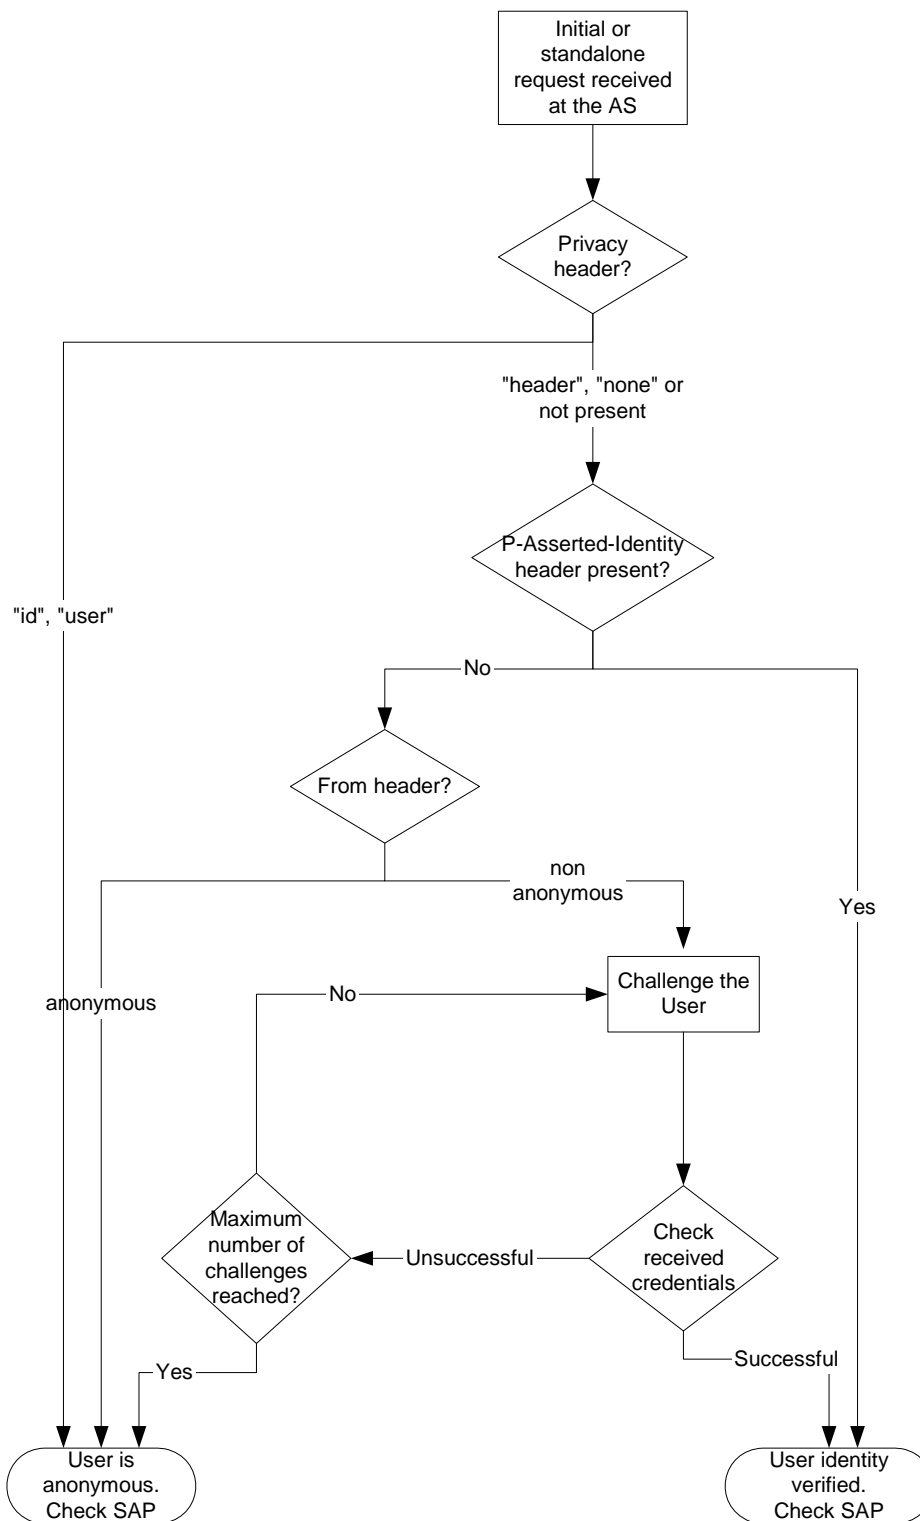 Initial or
standalone
request received
at the AS
Privacy
header?
"header", "none" or
not present
P-Asserted-Identity
header present?
"id", "user"
No
From header?
non
anonymous
Yes
Challenge the
User
No
anonymous
Maximum
number of
challenges
reached?
Unsuccessful
Check
received
credentials
Successful
Yes
User is
anonymous.
Check SAP
User identity
verified.
Check SAP